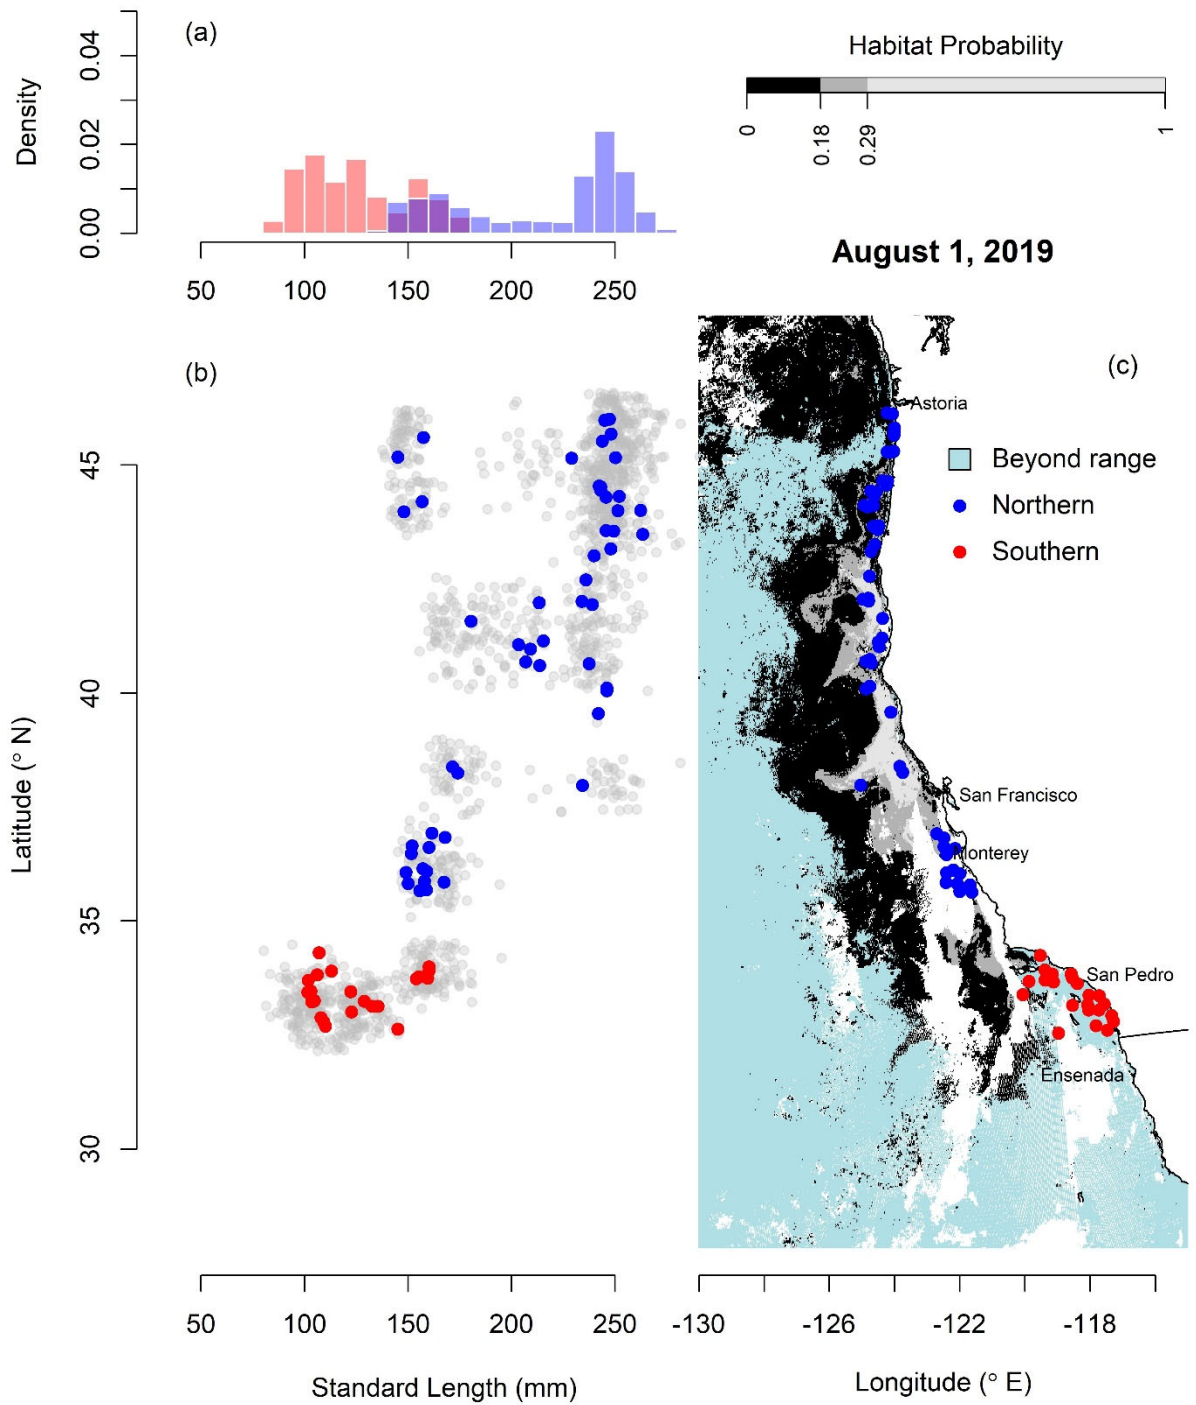 (a)
Density
0.04
0.02
0.00
50 100 150 200 250
Habitat Probability
0 0.18 0.29 1
August 1, 2019
(b)
Latitude (° N)
45
40
35
30
50 100 150 200 250
Standard Length (mm)
(c)
Astoria
Beyond range
Northern
Southern
San Francisco
Monterey
San Pedro
Ensenada
-130 -126 -122 -118
Longitude (° E)